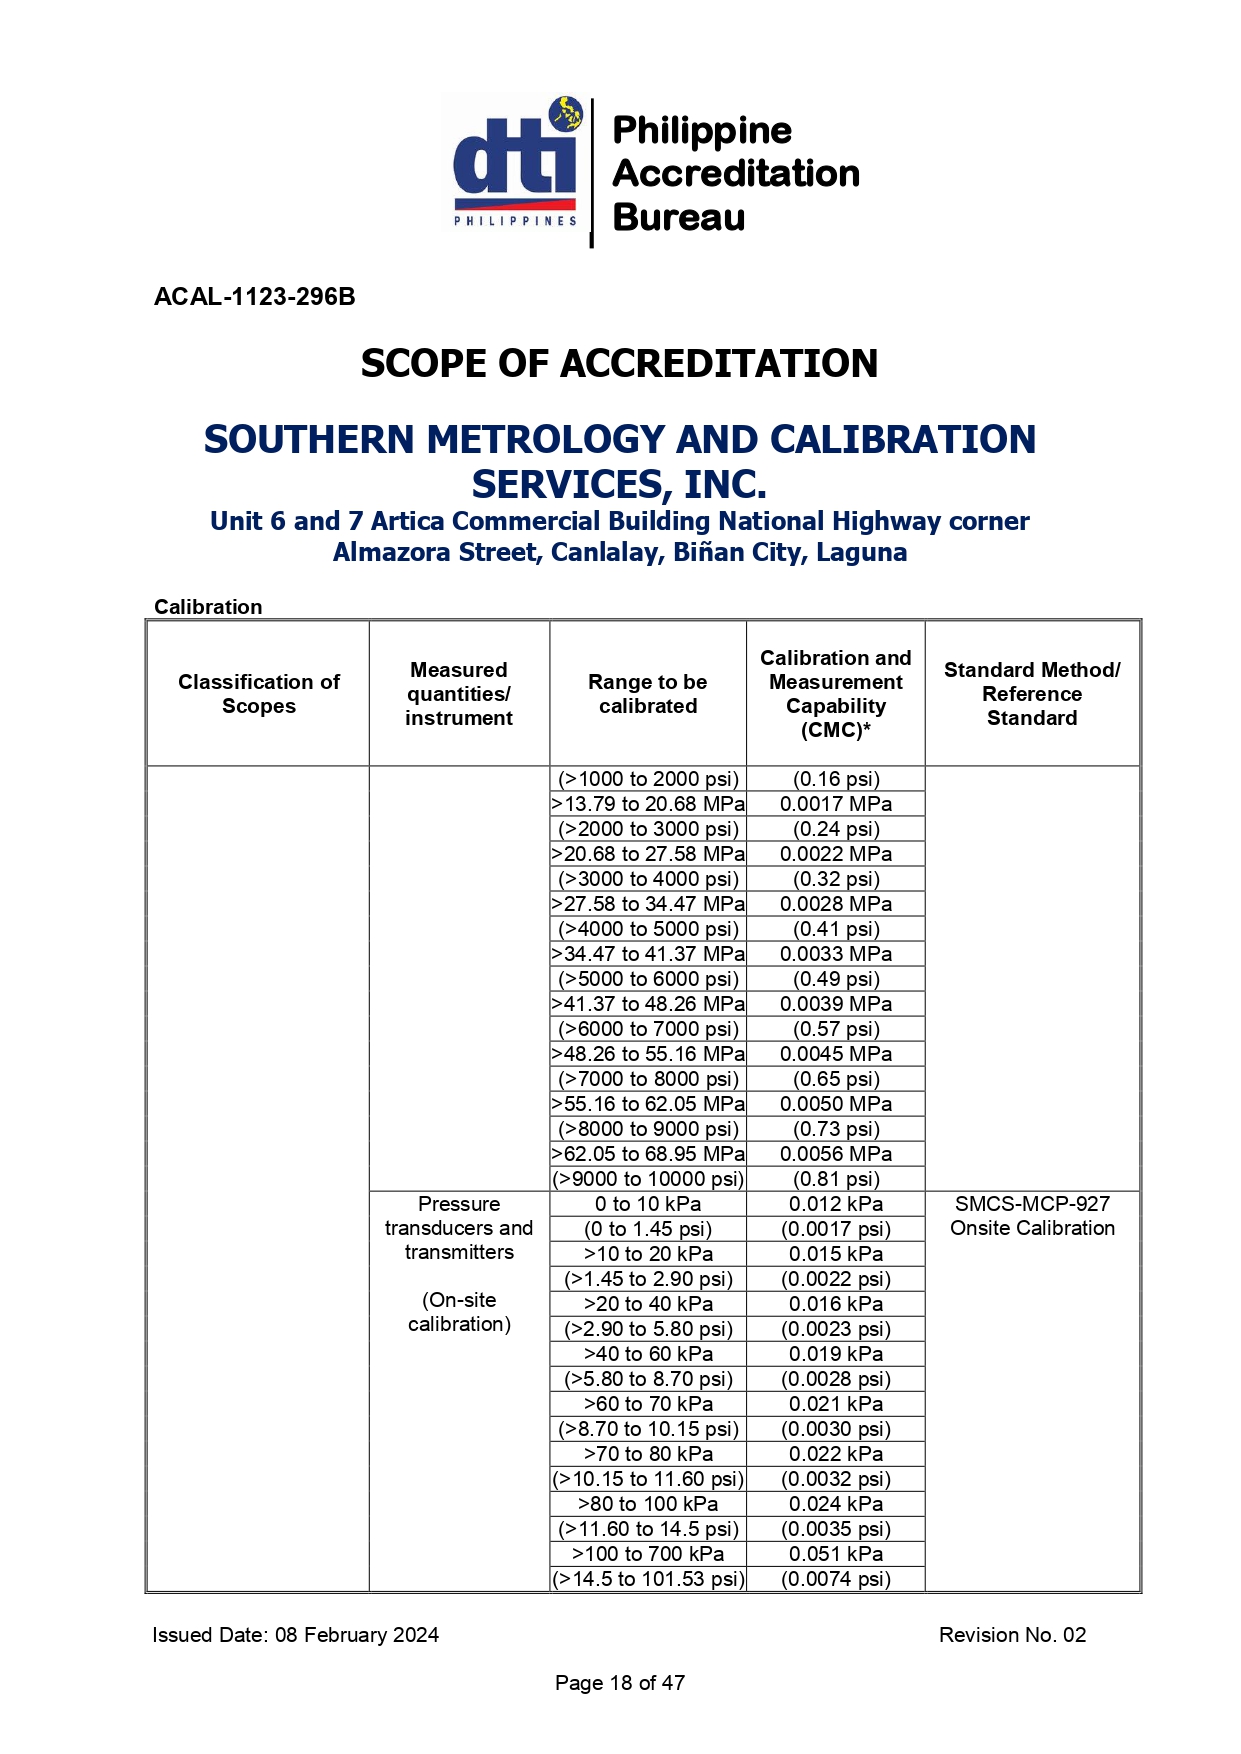 dti
PHILIPPINES
Philippine
Accreditation
Bureau
ACAL-1123-296B
SCOPE OF ACCREDITATION
SOUTHERN METROLOGY AND CALIBRATION
SERVICES, INC.
Unit 6 and 7 Artica Commercial Building National Highway corner
Almazora Street, Canlalay, Biñan City, Laguna
Calibration
Classification of
Scopes
Measured
quantities/
instrument
Range to be
calibrated
Calibration and
Measurement
Capability
(CMC)*
Standard Method/
Reference
Standard
(>1000 to 2000 psi) (0.16 psi)
>13.79 to 20.68 MPa 0.0017 MPa
(>2000 to 3000 psi) (0.24 psi)
>20.68 to 27.58 MPa 0.0022 MPa
(>3000 to 4000 psi) (0.32 psi)
>27.58 to 34.47 MPa 0.0028 MPa
(>4000 to 5000 psi) (0.41 psi)
>34.47 to 41.37 MPa 0.0033 MPa
(>5000 to 6000 psi) (0.49 psi)
>41.37 to 48.26 MPa 0.0039 MPa
(>6000 to 7000 psi) (0.57 psi)
>48.26 to 55.16 MPa 0.0045 MPa
(>7000 to 8000 psi) (0.65 psi)
>55.16 to 62.05 MPa 0.0050 MPa
(>8000 to 9000 psi) (0.73 psi)
>62.05 to 68.95 MPa 0.0056 MPa
(>9000 to 10000 psi) (0.81 psi)
Pressure
transducers and
transmitters
(On-site
calibration)
0 to 10 kPa 0.012 kPa
(0 to 1.45 psi) (0.0017 psi)
>10 to 20 kPa 0.015 kPa
(>1.45 to 2.90 psi) (0.0022 psi)
>20 to 40 kPa 0.016 kPa
(>2.90 to 5.80 psi) (0.0023 psi)
>40 to 60 kPa 0.019 kPa
(>5.80 to 8.70 psi) (0.0028 psi)
>60 to 70 kPa 0.021 kPa
(>8.70 to 10.15 psi) (0.0030 psi)
>70 to 80 kPa 0.022 kPa
(>10.15 to 11.60 psi) (0.0032 psi)
>80 to 100 kPa 0.024 kPa
(>11.60 to 14.5 psi) (0.0035 psi)
>100 to 700 kPa 0.051 kPa
(>14.5 to 101.53 psi) (0.0074 psi)
SMCS-MCP-927
Onsite Calibration
Issued Date: 08 February 2024 Revision No. 02
Page 18 of 47